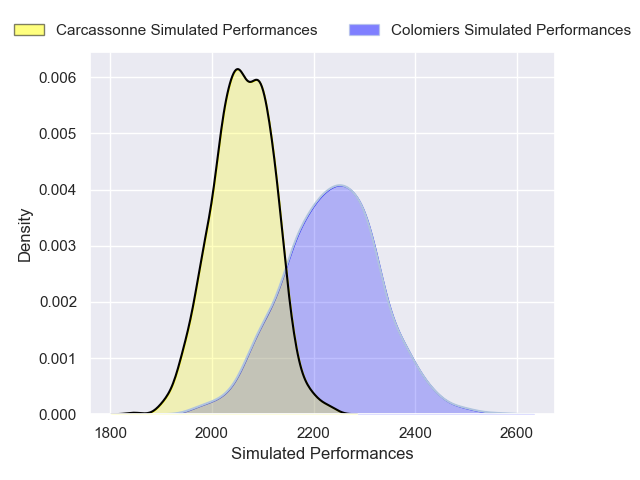 Carcassonne Simulated Performances
Colomiers Simulated Performances
0.006
0.005
0.004
0.003
0.002
0.001
0.000
Density
1800 2000 2200 2400 2600
Simulated Performances